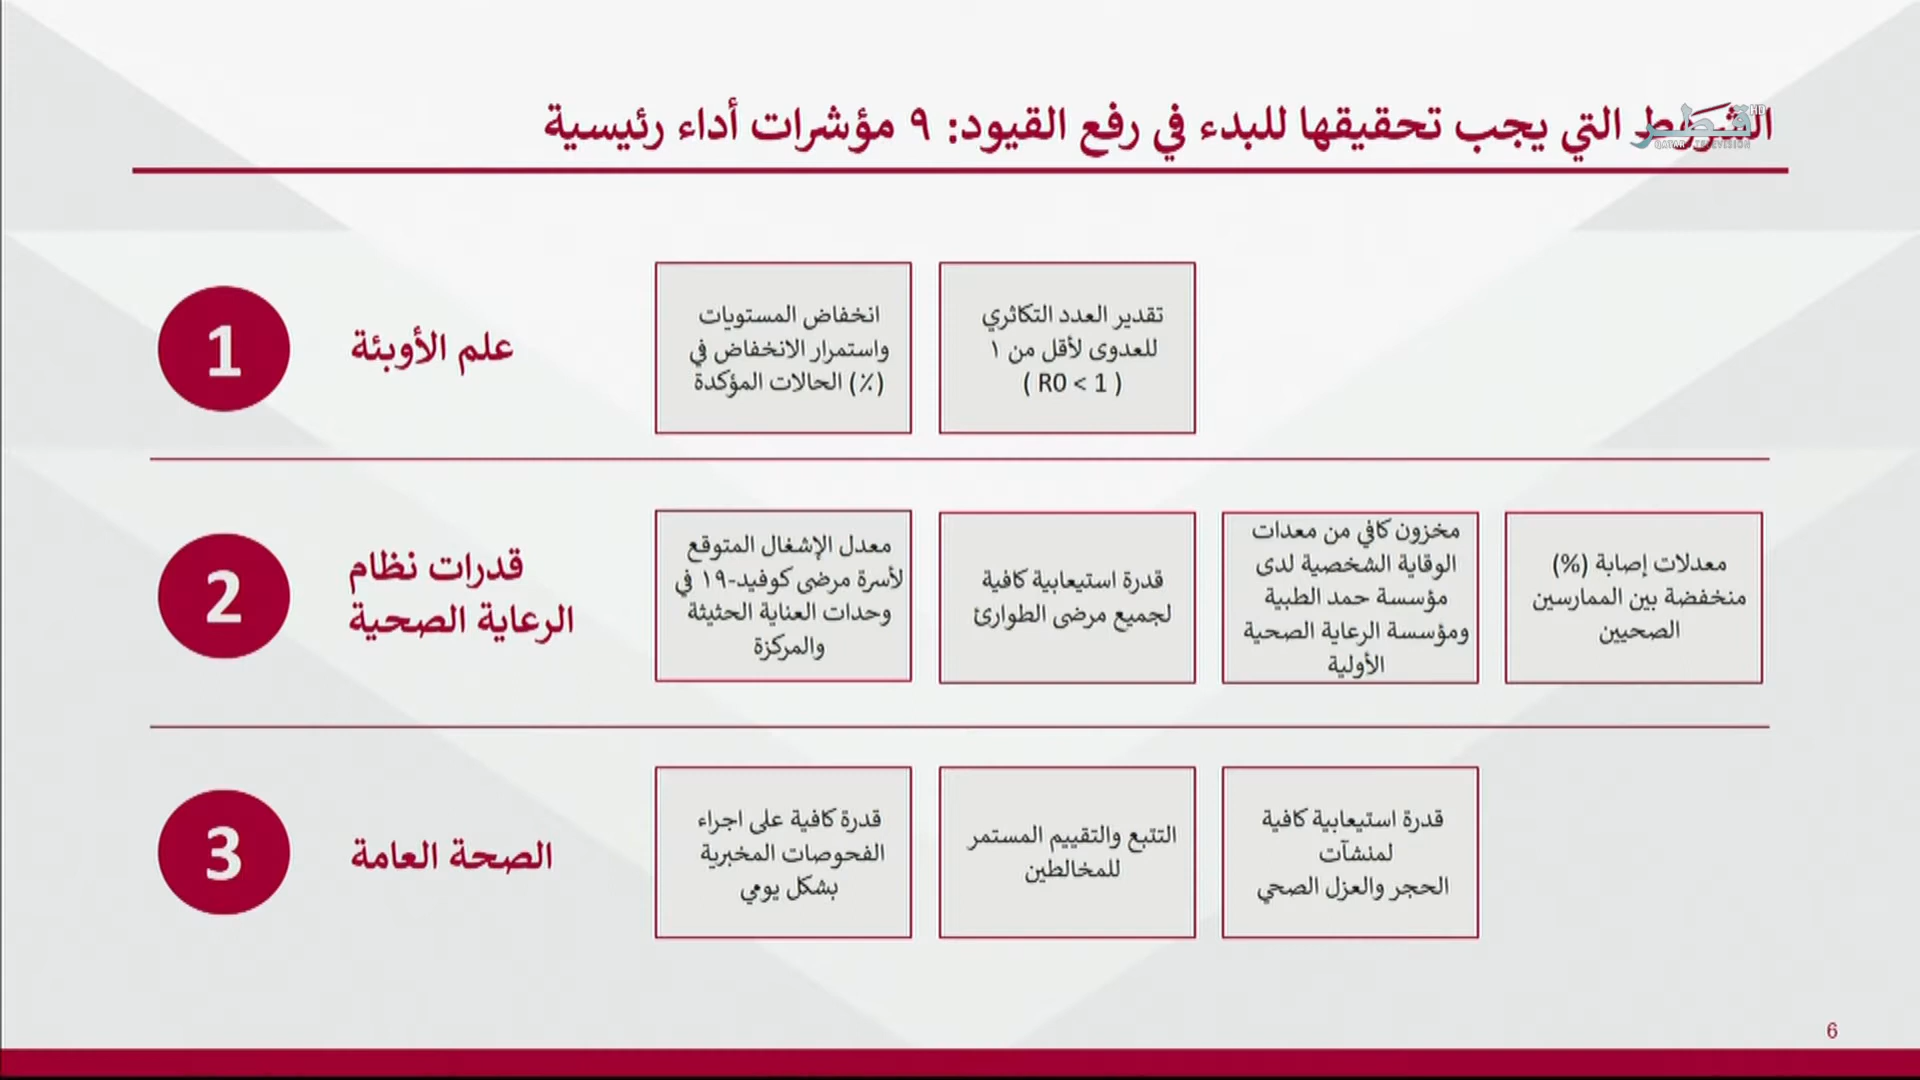 الشروط التي يجب تحقيقها للبدء في رفع القيود: ٩ مؤشرات أداء رئيسية
قطر HD
QATAR TELEVISION
1
علم الأوبئة
انخفاض المستويات
واستمرار الانخفاض في
(٪) الحالات المؤكدة
تقدير العدد التكاثري
للعدوى لأقل من ١
( R0 < 1 )
2
قدرات نظام
الرعاية الصحية
معدل الإشغال المتوقع
لأسرة مرضى كوفيد-١٩ في
وحدات العناية الحثيثة
والمركزة
قدرة استيعابية كافية
لجميع مرضى الطوارئ
مخزون كافي من معدات
الوقاية الشخصية لدى
مؤسسة حمد الطبية
ومؤسسة الرعاية الصحية
الأولية
معدلات إصابة (%)
منخفضة بين الممارسين
الصحيين
3
الصحة العامة
قدرة كافية على اجراء
الفحوصات المخبرية
بشكل يومي
التتبع والتقييم المستمر
للمخالطين
قدرة استيعابية كافية
لمنشآت
الحجر والعزل الصحي
6